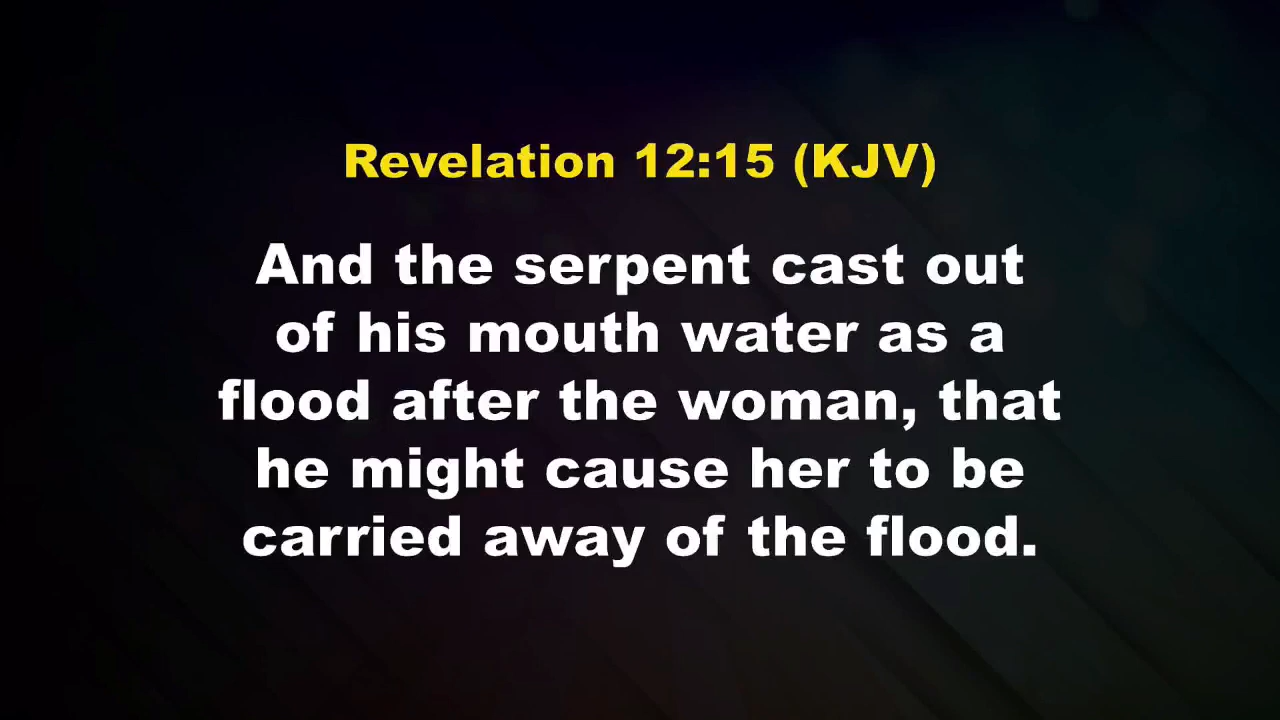 Revelation 12:15 (KJV)
And the serpent cast out
of his mouth water as a
flood after the woman, that
he might cause her to be
carried away of the flood.